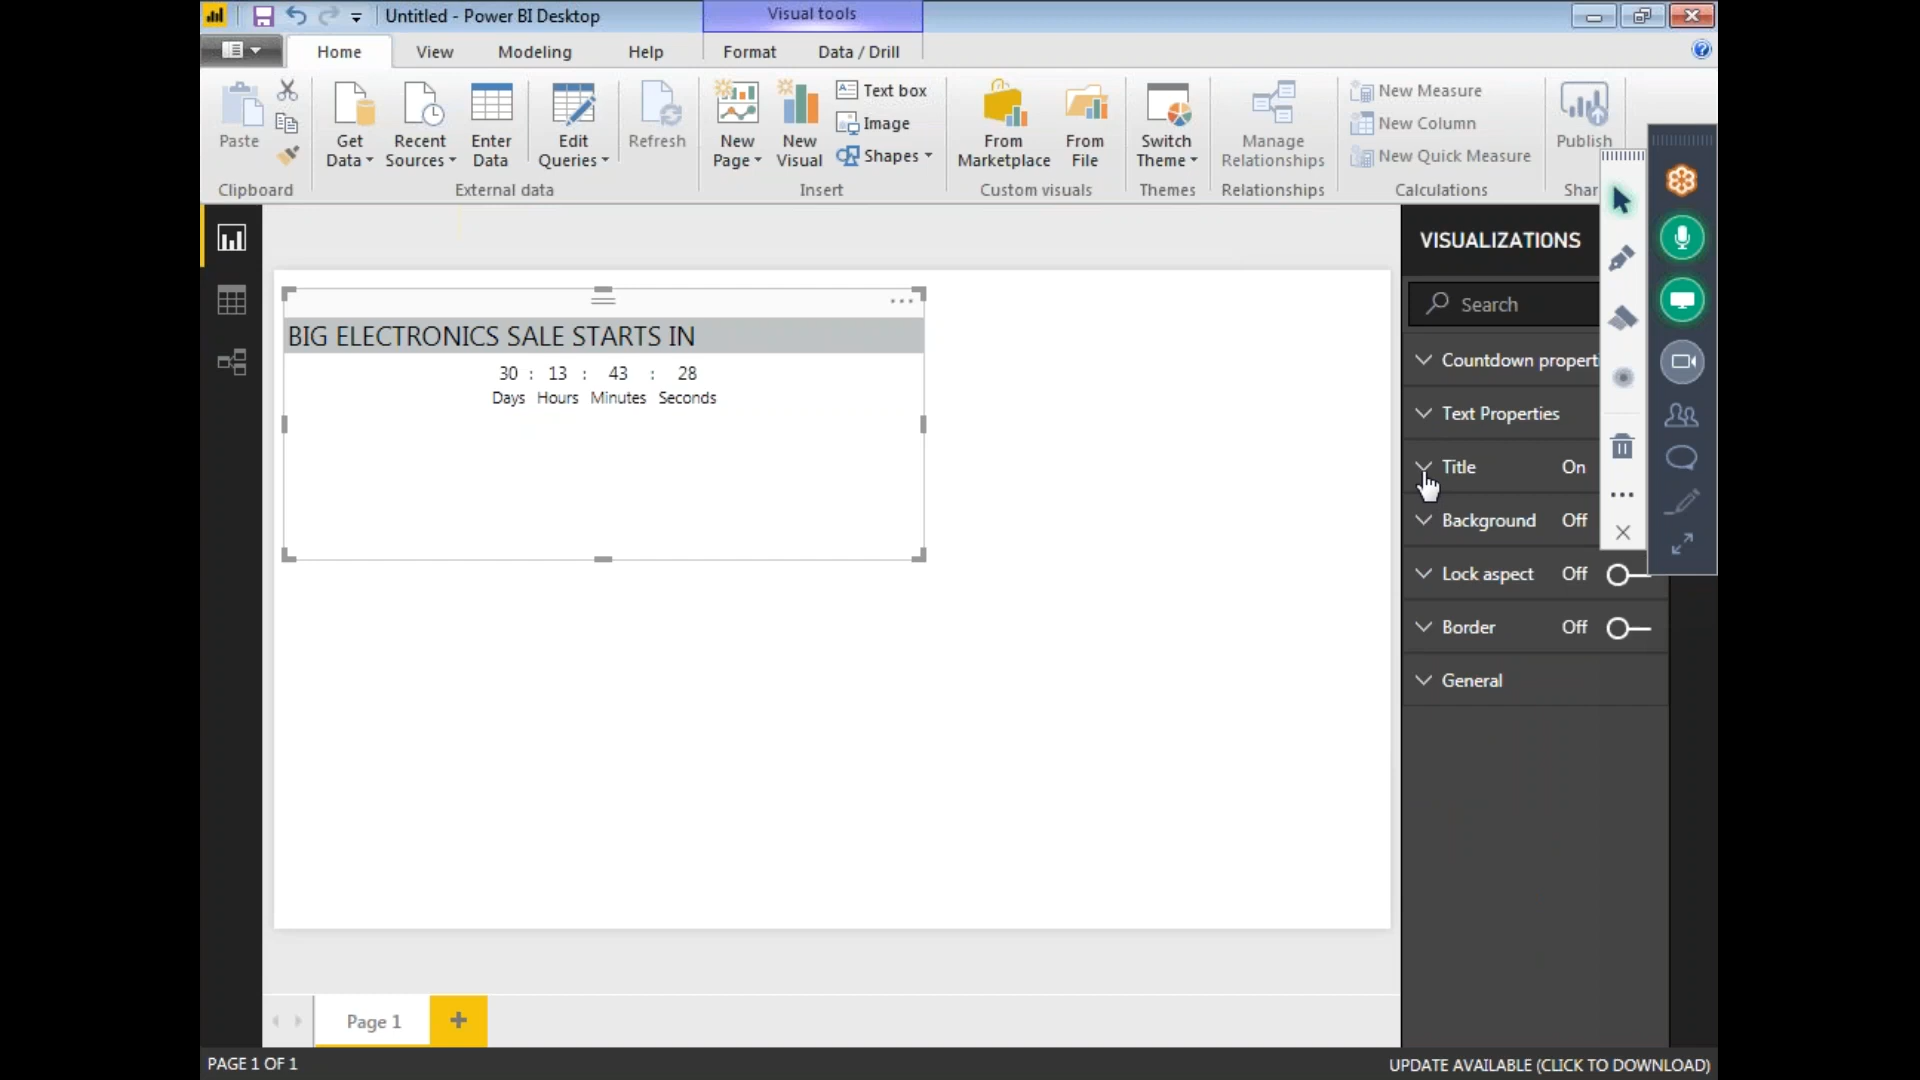 Untitled - Power BI Desktop
Visual tools
Home View Modeling Help Format Data / Drill
Paste
Get Data
Recent Sources
Enter Data
Edit Queries
Refresh
New Page
New Visual
Text box
Image
Shapes
From Marketplace
From File
Switch Theme
Manage Relationships
New Measure
New Column
New Quick Measure
Publish
Clipboard External data Insert Custom visuals Themes Relationships Calculations Shar
VISUALIZATIONS
Search
BIG ELECTRONICS SALE STARTS IN
30 : 13 : 43 : 28
Days Hours Minutes Seconds
Countdown propert
Text Properties
Title On
Background Off
Lock aspect Off
Border Off
General
Page 1
PAGE 1 OF 1
UPDATE AVAILABLE (CLICK TO DOWNLOAD)